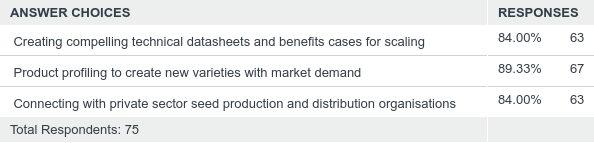 ANSWER CHOICES RESPONSES
Creating compelling technical datasheets and benefits cases for scaling 84.00% 63
Product profiling to create new varieties with market demand 89.33% 67
Connecting with private sector seed production and distribution organisations 84.00% 63
Total Respondents: 75